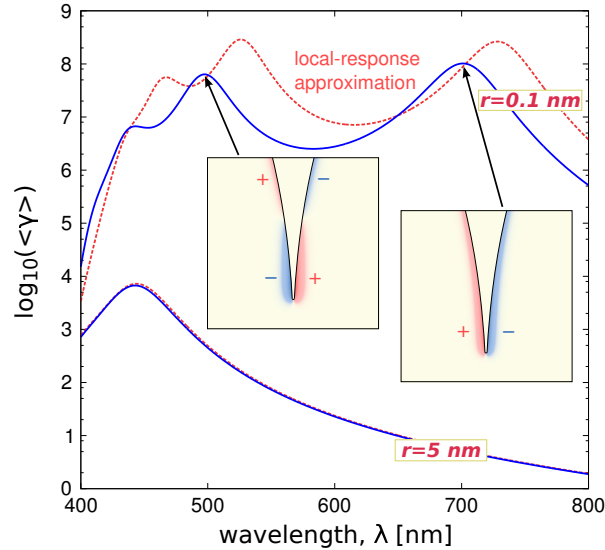 9
8
7
6
5
4
3
2
1
0
log10(<γ>)
local-response
approximation
r=0.1 nm
+ −
− +
+ −
r=5 nm
400 500 600 700 800
wavelength, λ [nm]